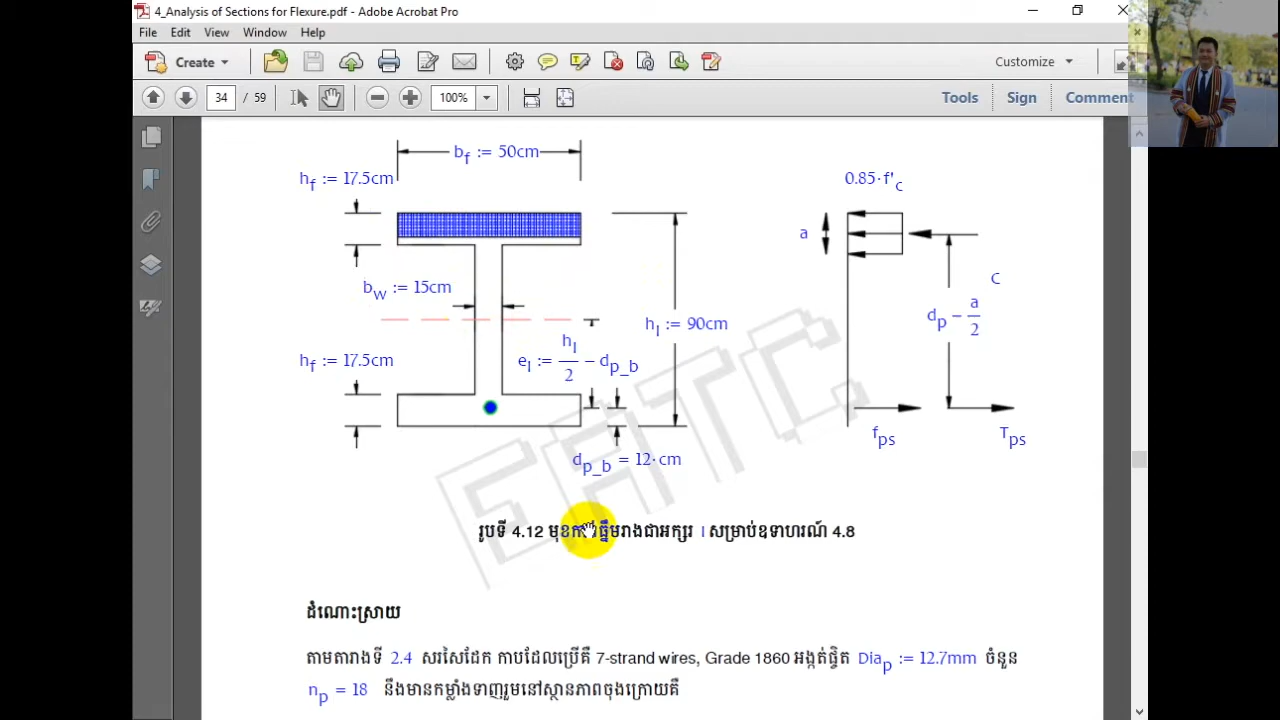 4_Analysis of Sections for Flexure.pdf - Adobe Acrobat Pro
File Edit View Window Help
Create Customize
34 / 59 100% Tools Sign Comment
b_f := 50cm
h_f := 17.5cm
0.85·f'_c
a
b_w := 15cm
C
h_I := 90cm
d_p − a/2
h_f := 17.5cm
e_I := h_I/2 − d_p_b
f_ps
T_ps
d_p_b = 12·cm
EATC
រូបទី 4.12 មុខកា ធ្នឹមរាងជាអក្សរ I សម្រាប់ឧទាហរណ៍ 4.8
ដំណោះស្រាយ
តាមតារាងទី 2.4 សរសៃដែក កាបដែលប្រើគឺ 7-strand wires, Grade 1860 អង្កត់ផ្ចិត Dia_p := 12.7mm ចំនួន
n_p = 18 នឹងមានកម្លាំងទាញរួមនៅស្ថានភាពចុងក្រោយគឺ